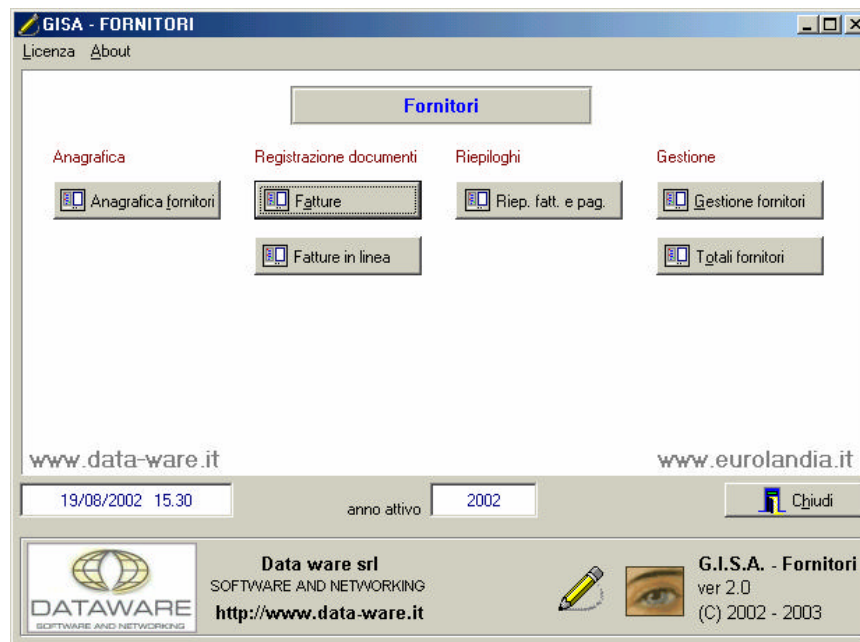 GISA - FORNITORI
Licenza About
Fornitori
Anagrafica Registrazione documenti Riepiloghi Gestione
Anagrafica fornitori Fatture Riep. fatt. e pag. Gestione fornitori
Fatture in linea Totali fornitori
www.data-ware.it www.eurolandia.it
19/08/2002 15.30 anno attivo 2002 Chiudi
DATAWARE
SOFTWARE AND NETWORKING
Data ware srl
SOFTWARE AND NETWORKING
http://www.data-ware.it
G.I.S.A. - Fornitori
ver 2.0
(C) 2002 - 2003